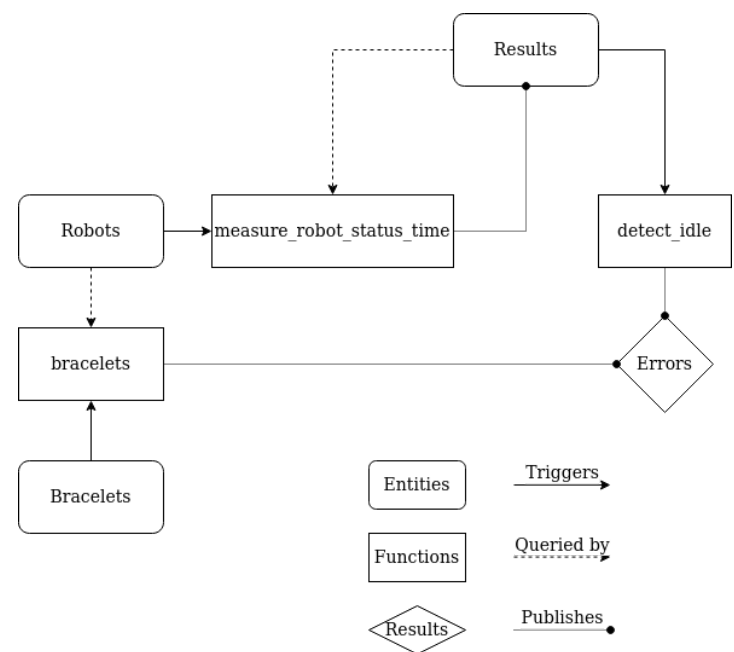 Results
Robots
measure_robot_status_time
detect_idle
bracelets
Errors
Bracelets
Entities
Triggers
Functions
Queried by
Results
Publishes